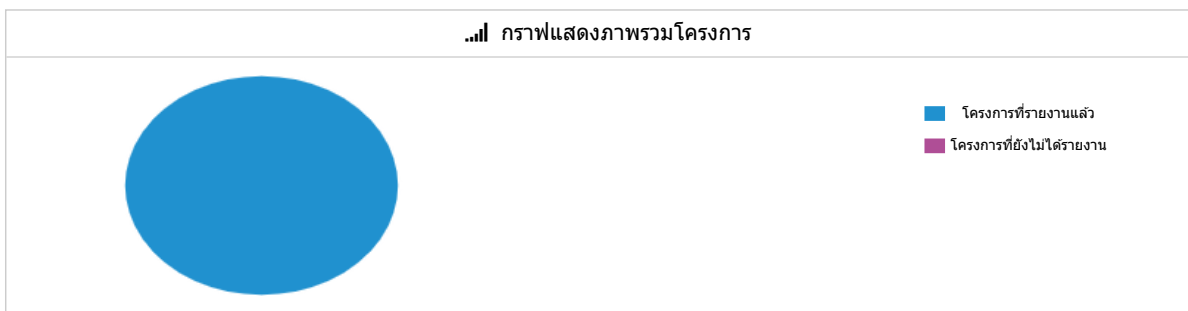 กราฟแสดงภาพรวมโครงการ
โครงการที่รายงานแล้ว
โครงการที่ยังไม่ได้รายงาน